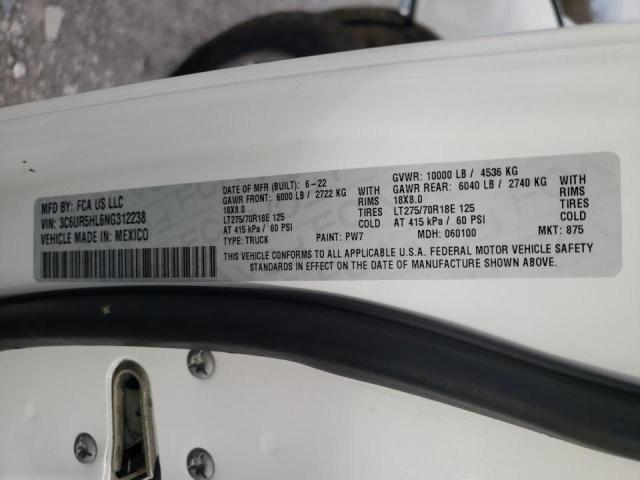 MFD BY: FCA US LLC
VIN: 3C6UR5HL6NG312238
VEHICLE MADE IN: MEXICO
DATE OF MFR (BUILT): 6-22
GAWR FRONT: 6000 LB / 2722 KG WITH
18X8.0 RIMS
LT275/70R18E 125 TIRES
AT 415 kPa / 60 PSI COLD
TYPE: TRUCK PAINT: PW7
GVWR: 10000 LB / 4536 KG
GAWR REAR: 6040 LB / 2740 KG WITH
18X8.0 RIMS
LT275/70R18E 125 TIRES
AT 415 kPa / 60 PSI COLD
MDH: 060100 MKT: 875
THIS VEHICLE CONFORMS TO ALL APPLICABLE U.S.A. FEDERAL MOTOR VEHICLE SAFETY
STANDARDS IN EFFECT ON THE DATE OF MANUFACTURE SHOWN ABOVE.